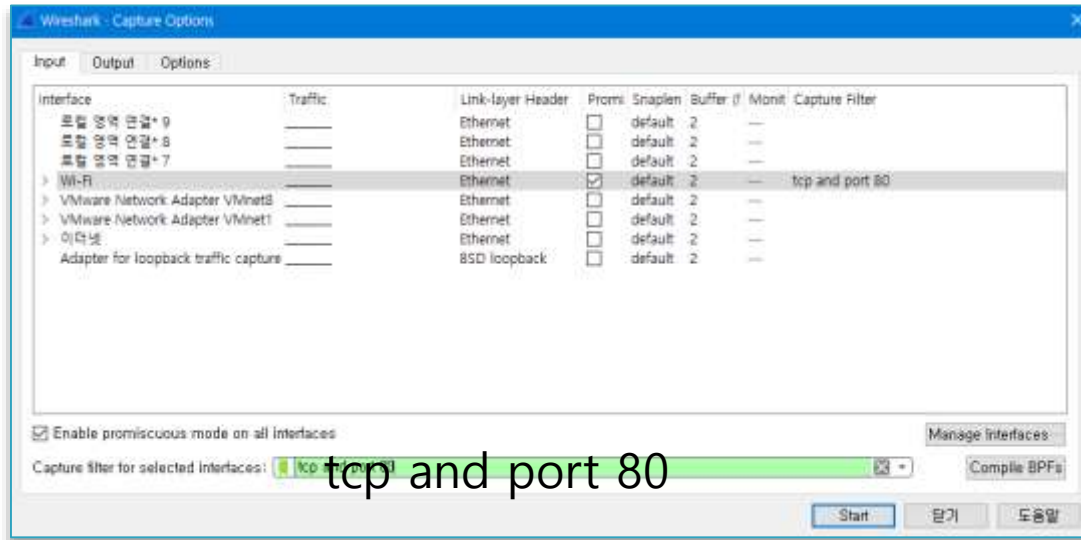 Wireshark - Capture Options
Input Output Options
Interface Traffic Link-layer Header Promi Snaplen Buffer (I Monit Capture Filter
로컬 영역 연결* 9 Ethernet default 2 —
로컬 영역 연결* 8 Ethernet default 2 —
로컬 영역 연결* 7 Ethernet default 2 —
Wi-Fi Ethernet default 2 — tcp and port 80
VMware Network Adapter VMnet8 Ethernet default 2 —
VMware Network Adapter VMnet1 Ethernet default 2 —
이더넷 Ethernet default 2 —
Adapter for loopback traffic capture BSD loopback default 2 —
Enable promiscuous mode on all interfaces
Manage Interfaces
Capture filter for selected interfaces: tcp and port 80
tcp and port 80
Compile BPFs
Start 닫기 도움말